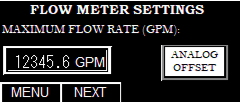 FLOW METER SETTINGS
MAXIMUM FLOW RATE (GPM):
12345.6 GPM
ANALOG
OFFSET
MENU
NEXT